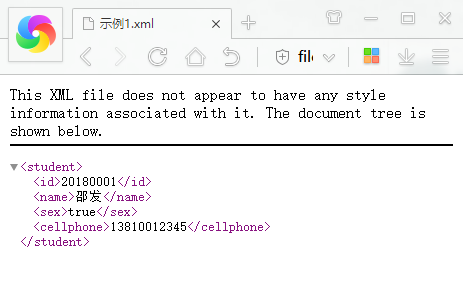 示例1.xml
file
This XML file does not appear to have any style
information associated with it. The document tree is
shown below.
<student>
<id>20180001</id>
<name>邵发</name>
<sex>true</sex>
<cellphone>13810012345</cellphone>
</student>